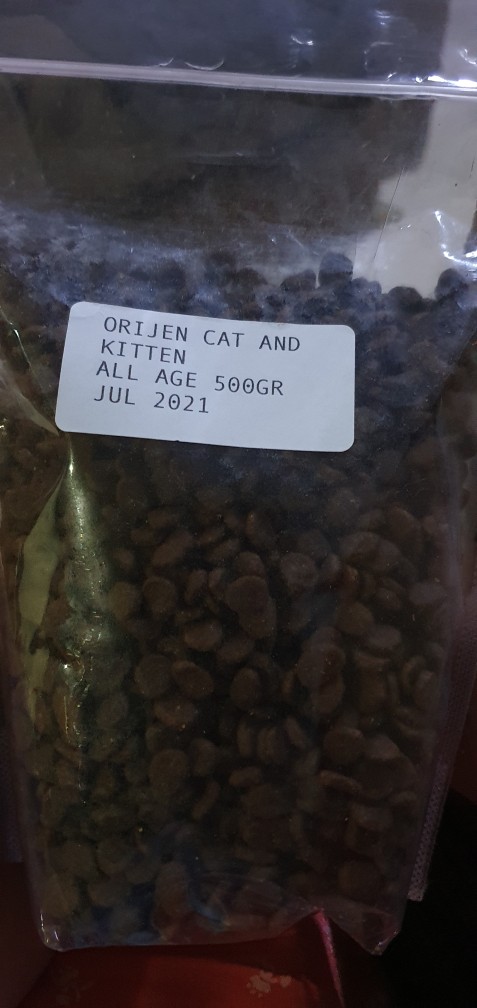 ORIJEN CAT AND
KITTEN
ALL AGE 500GR
JUL 2021